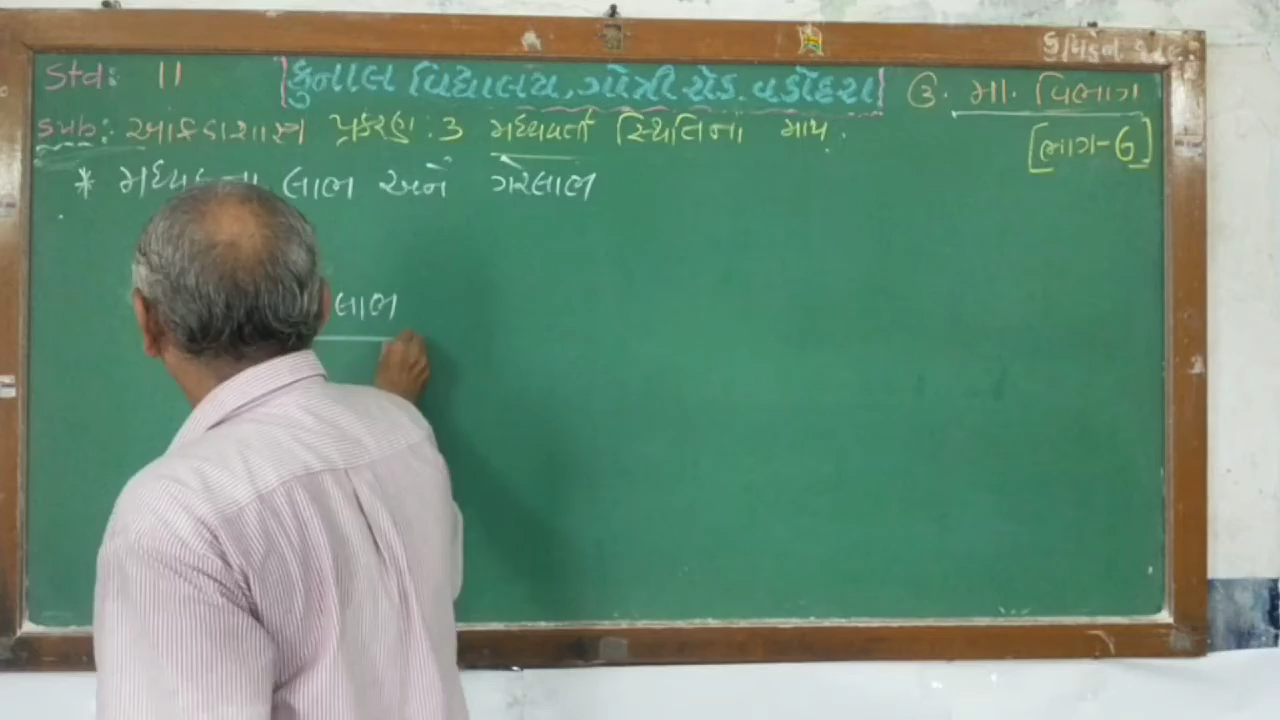 Std: 11 [કુનાલ વિદ્યાલય, ગોત્રી રોડ. વડોદરા] ઉ. મા. વિભાગ
Sub: આંકડાશાસ્ત્ર પ્રકરણ: 3 મધ્યવર્તી સ્થિતિના માપ. [ભાગ-6]
* લાભ અને ગેરલાભ
લાભ